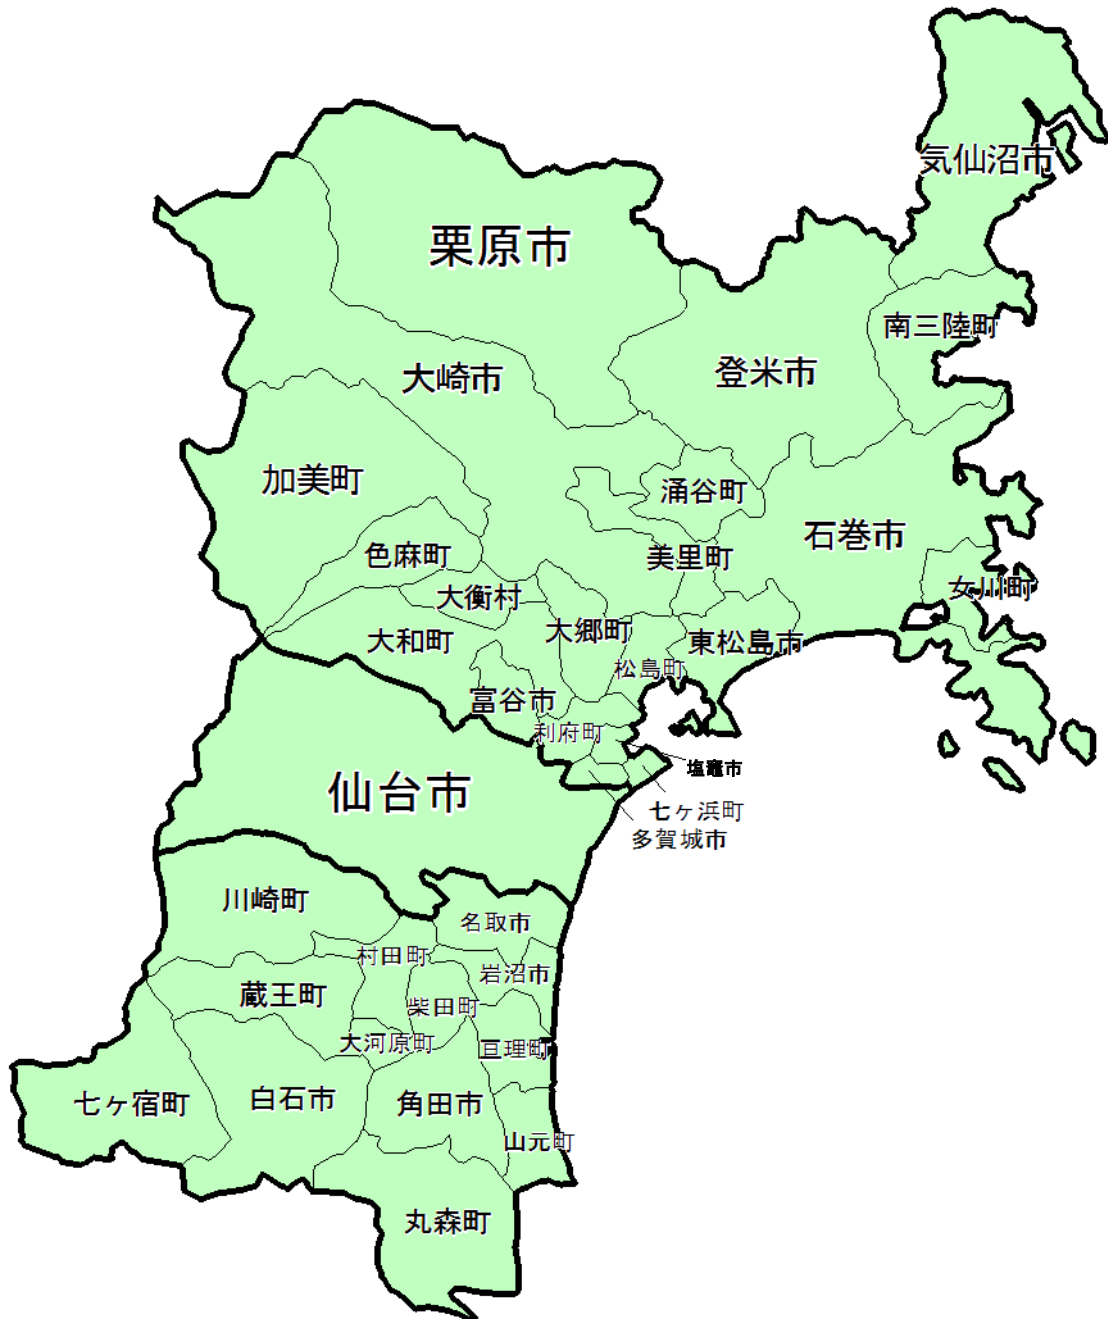 気仙沼市
栗原市
南三陸町
登米市
大崎市
加美町
涌谷町
石巻市
色麻町
美里町
女川町
大衡村
大郷町
大和町
東松島市
松島町
富谷市
利府町
塩竈市
仙台市
七ヶ浜町
多賀城市
川崎町
名取市
村田町
岩沼市
蔵王町
柴田町
大河原町
亘理町
七ヶ宿町
白石市
角田市
山元町
丸森町